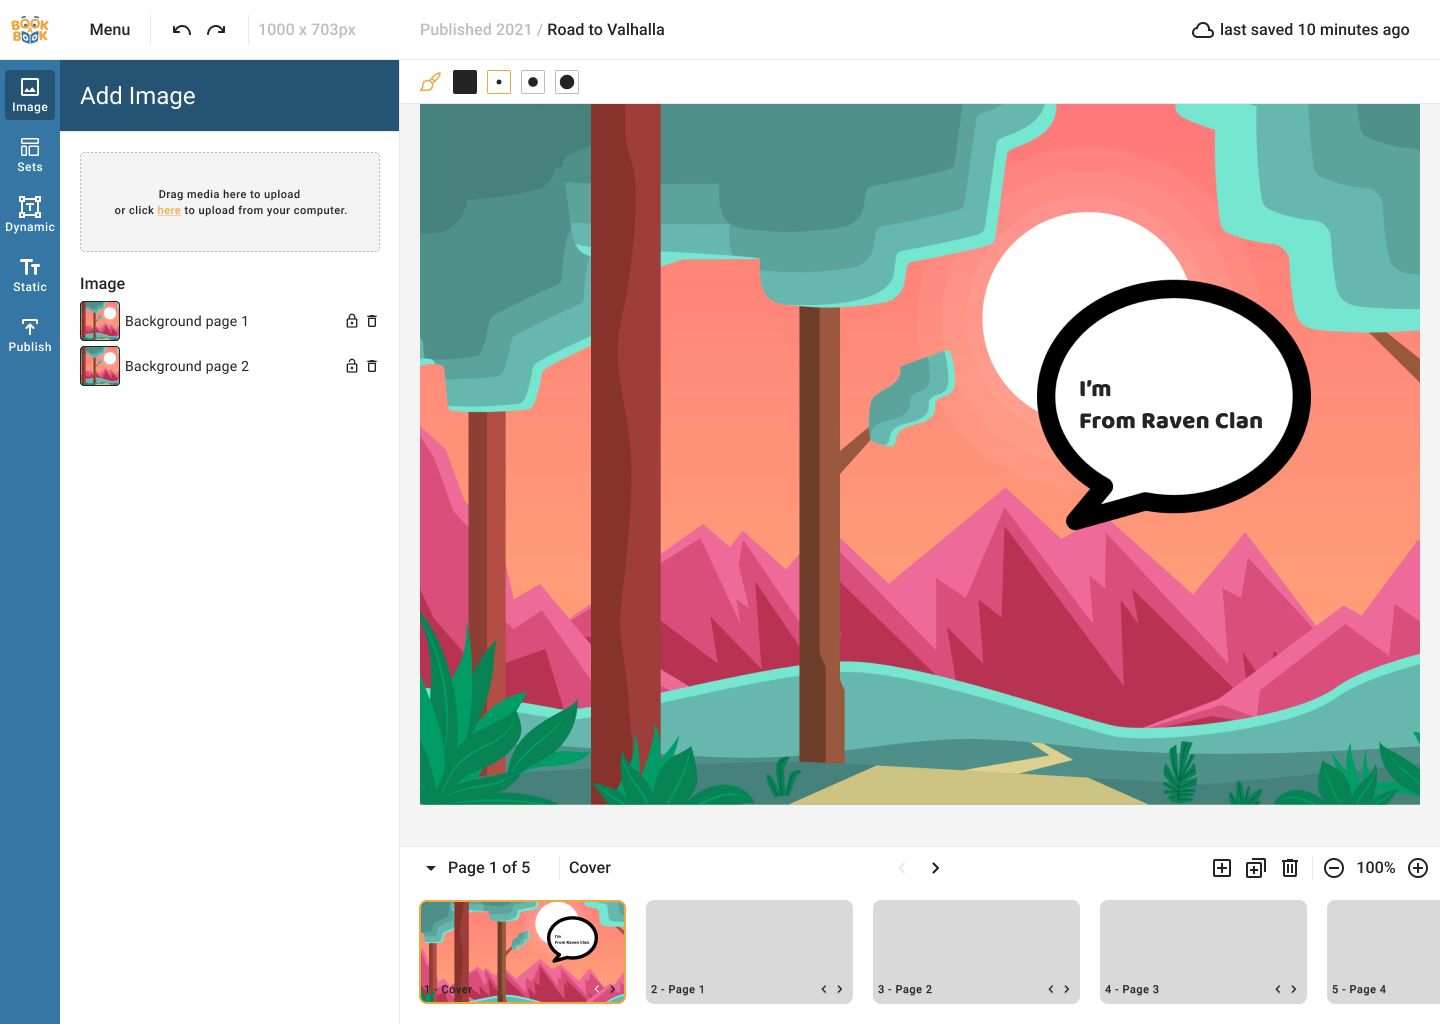 BOOK
A
BOOK
Menu
1000 x 703px
Published 2021 / Road to Valhalla
last saved 10 minutes ago
Image
Sets
Dynamic
Static
Publish
Add Image
Drag media here to upload
or click here to upload from your computer.
Image
Background page 1
Background page 2
I'm
From Raven Clan
Page 1 of 5
Cover
100%
I'm
From Raven Clan
1 - Cover
2 - Page 1
3 - Page 2
4 - Page 3
5 - Page 4